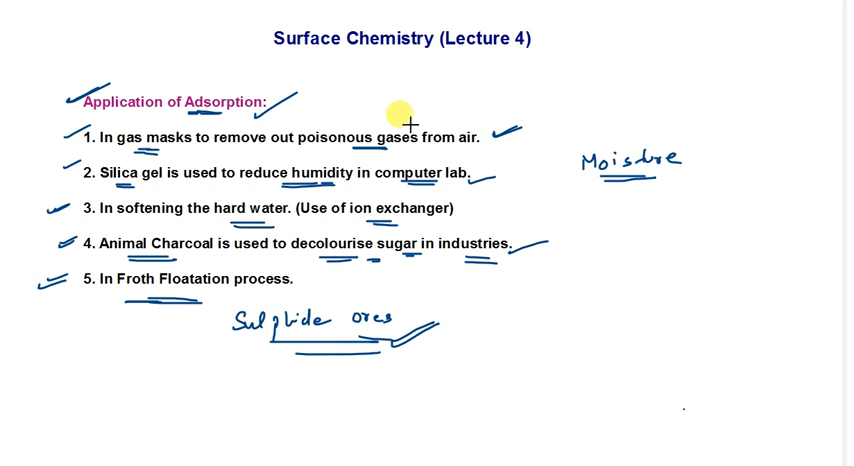 Surface Chemistry (Lecture 4)
Application of Adsorption:
1. In gas masks to remove out poisonous gases from air.
2. Silica gel is used to reduce humidity in computer lab.
Moisture
3. In softening the hard water. (Use of ion exchanger)
4. Animal Charcoal is used to decolourise sugar in industries.
5. In Froth Floatation process.
Sulphide ores